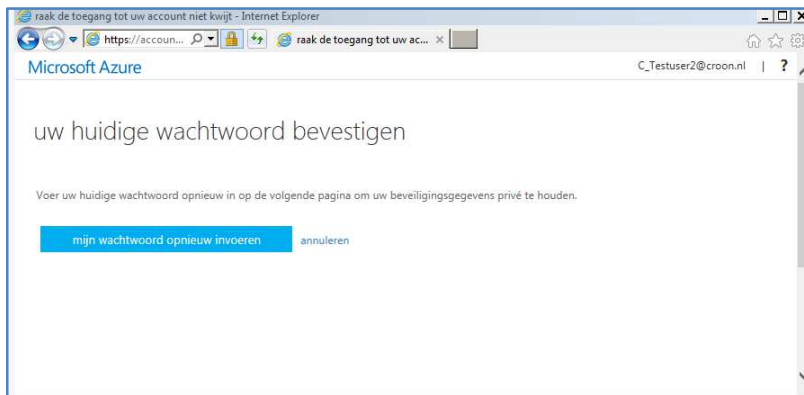 raak de toegang tot uw account niet kwijt - Internet Explorer
https://accoun... raak de toegang tot uw ac...
Microsoft Azure C_Testuser2@croon.nl | ?
uw huidige wachtwoord bevestigen
Voer uw huidige wachtwoord opnieuw in op de volgende pagina om uw beveiligingsgegevens privé te houden.
mijn wachtwoord opnieuw invoeren annuleren